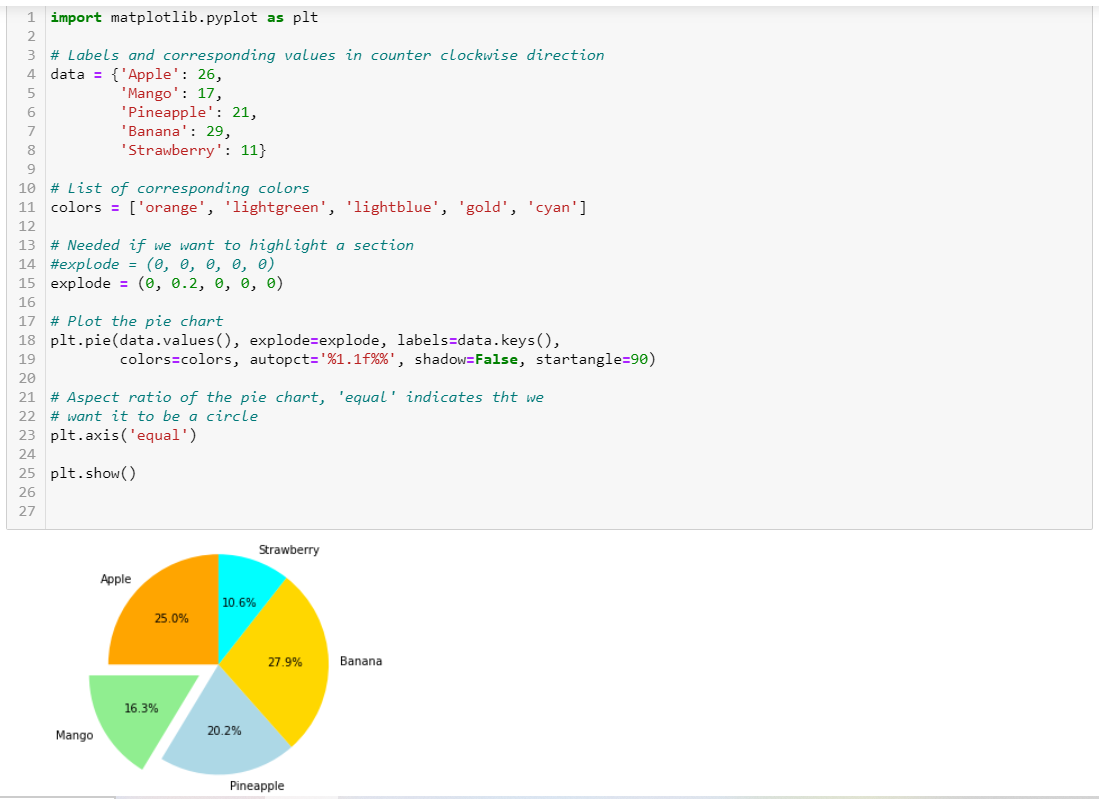 1 import matplotlib.pyplot as plt
2
3 # Labels and corresponding values in counter clockwise direction
4 data = {'Apple': 26,
5         'Mango': 17,
6         'Pineapple': 21,
7         'Banana': 29,
8         'Strawberry': 11}
9
10 # List of corresponding colors
11 colors = ['orange', 'lightgreen', 'lightblue', 'gold', 'cyan']
12
13 # Needed if we want to highlight a section
14 #explode = (0, 0, 0, 0, 0)
15 explode = (0, 0.2, 0, 0, 0)
16
17 # Plot the pie chart
18 plt.pie(data.values(), explode=explode, labels=data.keys(),
19         colors=colors, autopct='%1.1f%%', shadow=False, startangle=90)
20
21 # Aspect ratio of the pie chart, 'equal' indicates tht we
22 # want it to be a circle
23 plt.axis('equal')
24
25 plt.show()
26
27
Strawberry
Apple
10.6%
25.0%
27.9%
Banana
16.3%
20.2%
Mango
Pineapple